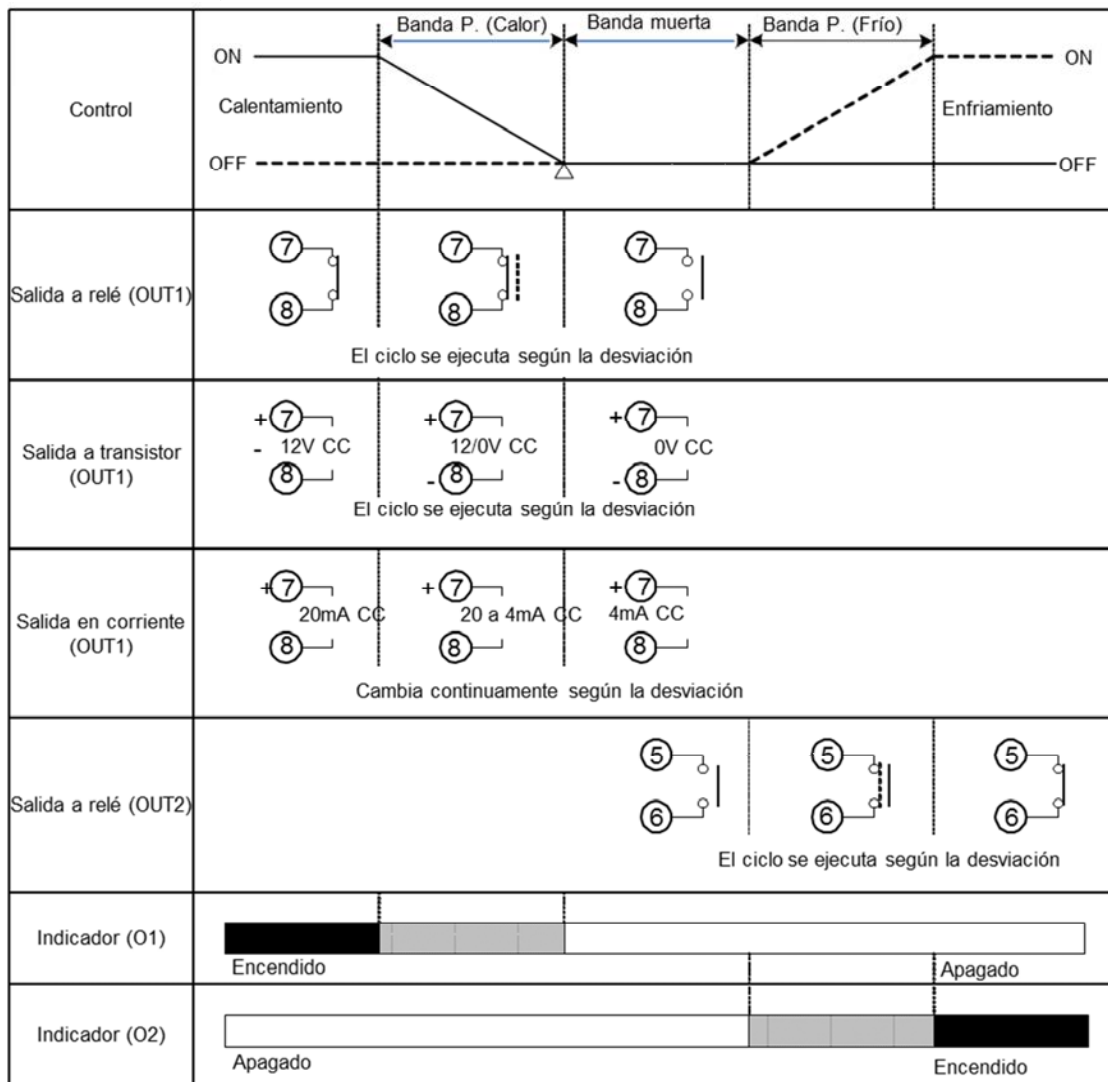 Banda P. (Calor) Banda muerta Banda P. (Frío)
ON ON
Control Calentamiento Enfriamiento
OFF OFF
7 7 7
Salida a relé (OUT1)
8 8 8
El ciclo se ejecuta según la desviación
+ 7 + 7 + 7
Salida a transistor - 12V CC 12/0V CC 0V CC
(OUT1) 8 - 8 - 8
El ciclo se ejecuta según la desviación
+ 7 + 7 + 7
Salida en corriente 20mA CC 20 a 4mA CC 4mA CC
(OUT1) 8 8 8
Cambia continuamente según la desviación
5 5 5
Salida a relé (OUT2)
6 6 6
El ciclo se ejecuta según la desviación
Indicador (O1)
Encendido Apagado
Indicador (O2)
Apagado Encendido